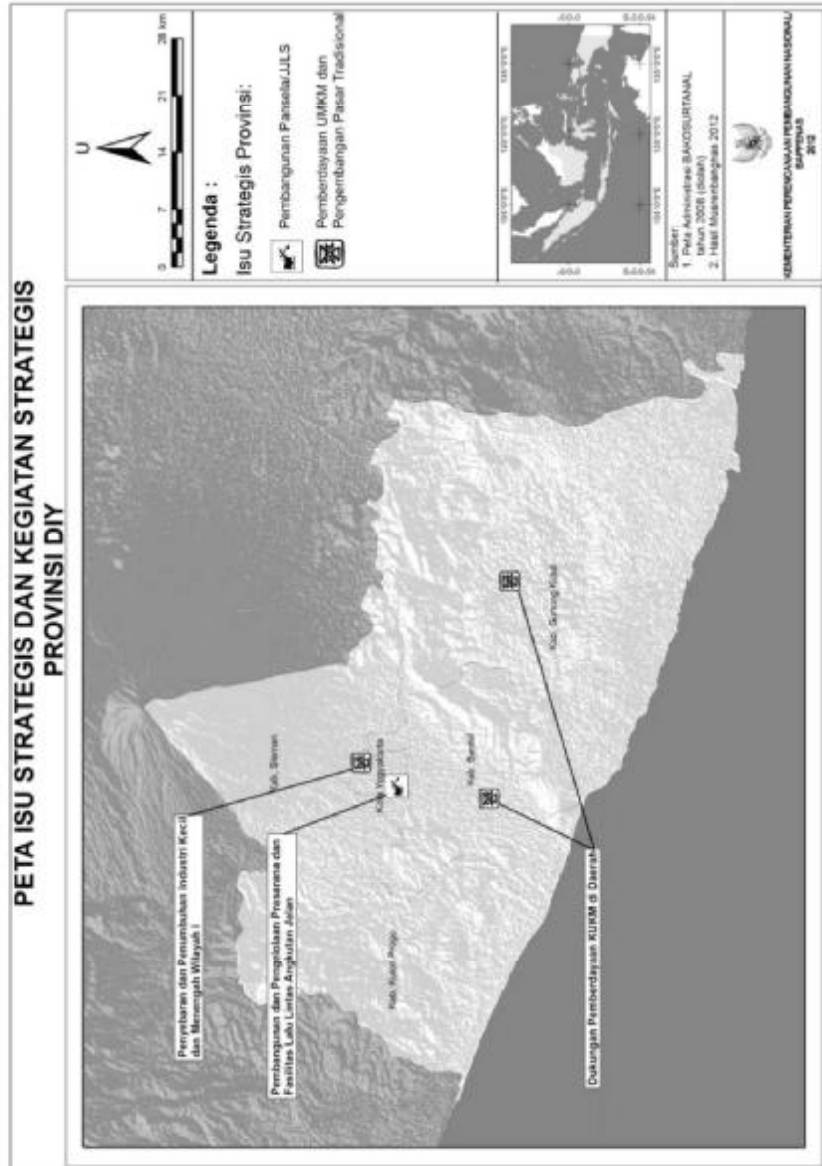 PETA ISU STRATEGIS DAN KEGIATAN STRATEGIS
PROVINSI DIY
Penyebaran dan Penumbuhan Industri Kecil
dan Menengah Wilayah I
Pembangunan dan Pengelolaan Prasarana dan
Fasilitas Lalu Lintas Angkutan Jalan
Kab. Sleman
Kota Yogyakarta
Kab. Kulon Progo
Kab. Bantul
Kab. Gunung Kidul
Dukungan Pemberdayaan KUKM di Daerah
U
0 7 14 21 28 km
Legenda :
Isu Strategis Provinsi:
Pembangunan Pansela/JJLS
Pemberdayaan UMKM dan
Pengembangan Pasar Tradisional
Sumber:
1. Peta Administrasi BAKOSURTANAL
tahun 2008 (diolah)
2. Hasil Musrenbangnas 2012
KEMENTERIAN PERENCANAAN PEMBANGUNAN NASIONAL/
BAPPENAS
2012